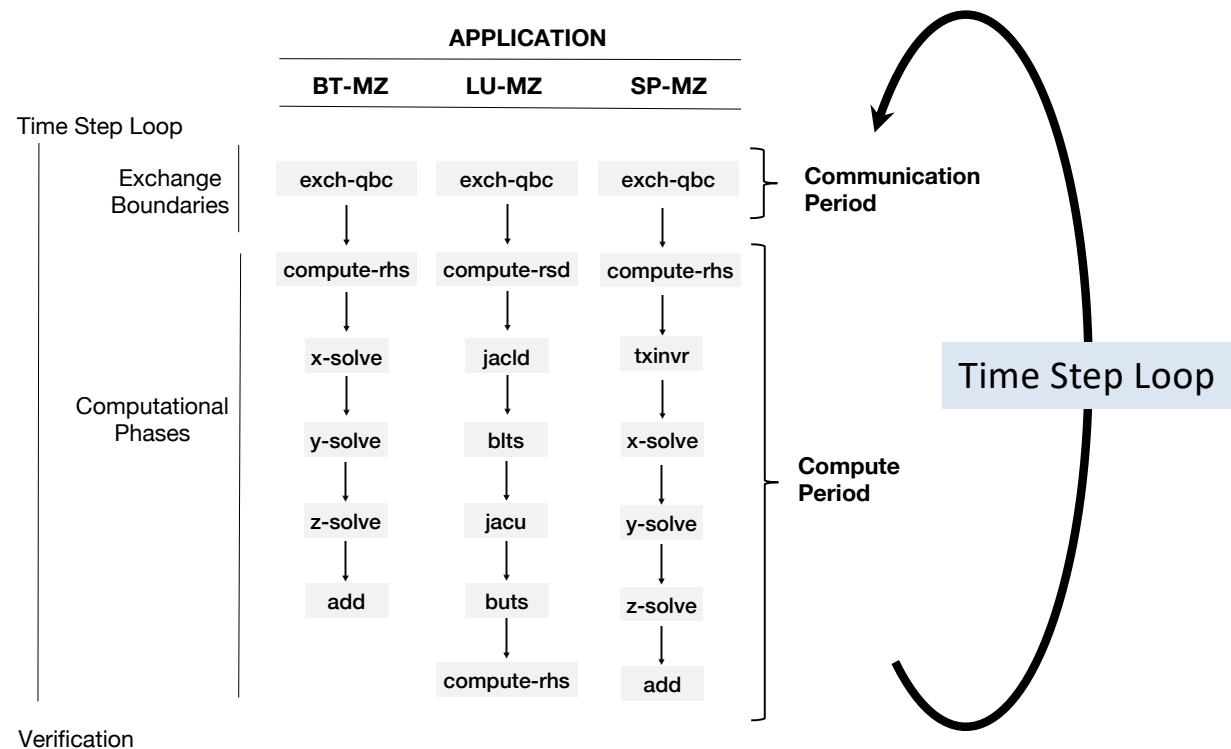 APPLICATION
BT-MZ LU-MZ SP-MZ
Time Step Loop
Exchange
Boundaries
exch-qbc exch-qbc exch-qbc
Communication
Period
compute-rhs compute-rsd compute-rhs
x-solve jacld txinvr
Time Step Loop
Computational
Phases
y-solve blts x-solve
Compute
Period
z-solve jacu y-solve
add buts z-solve
compute-rhs add
Verification